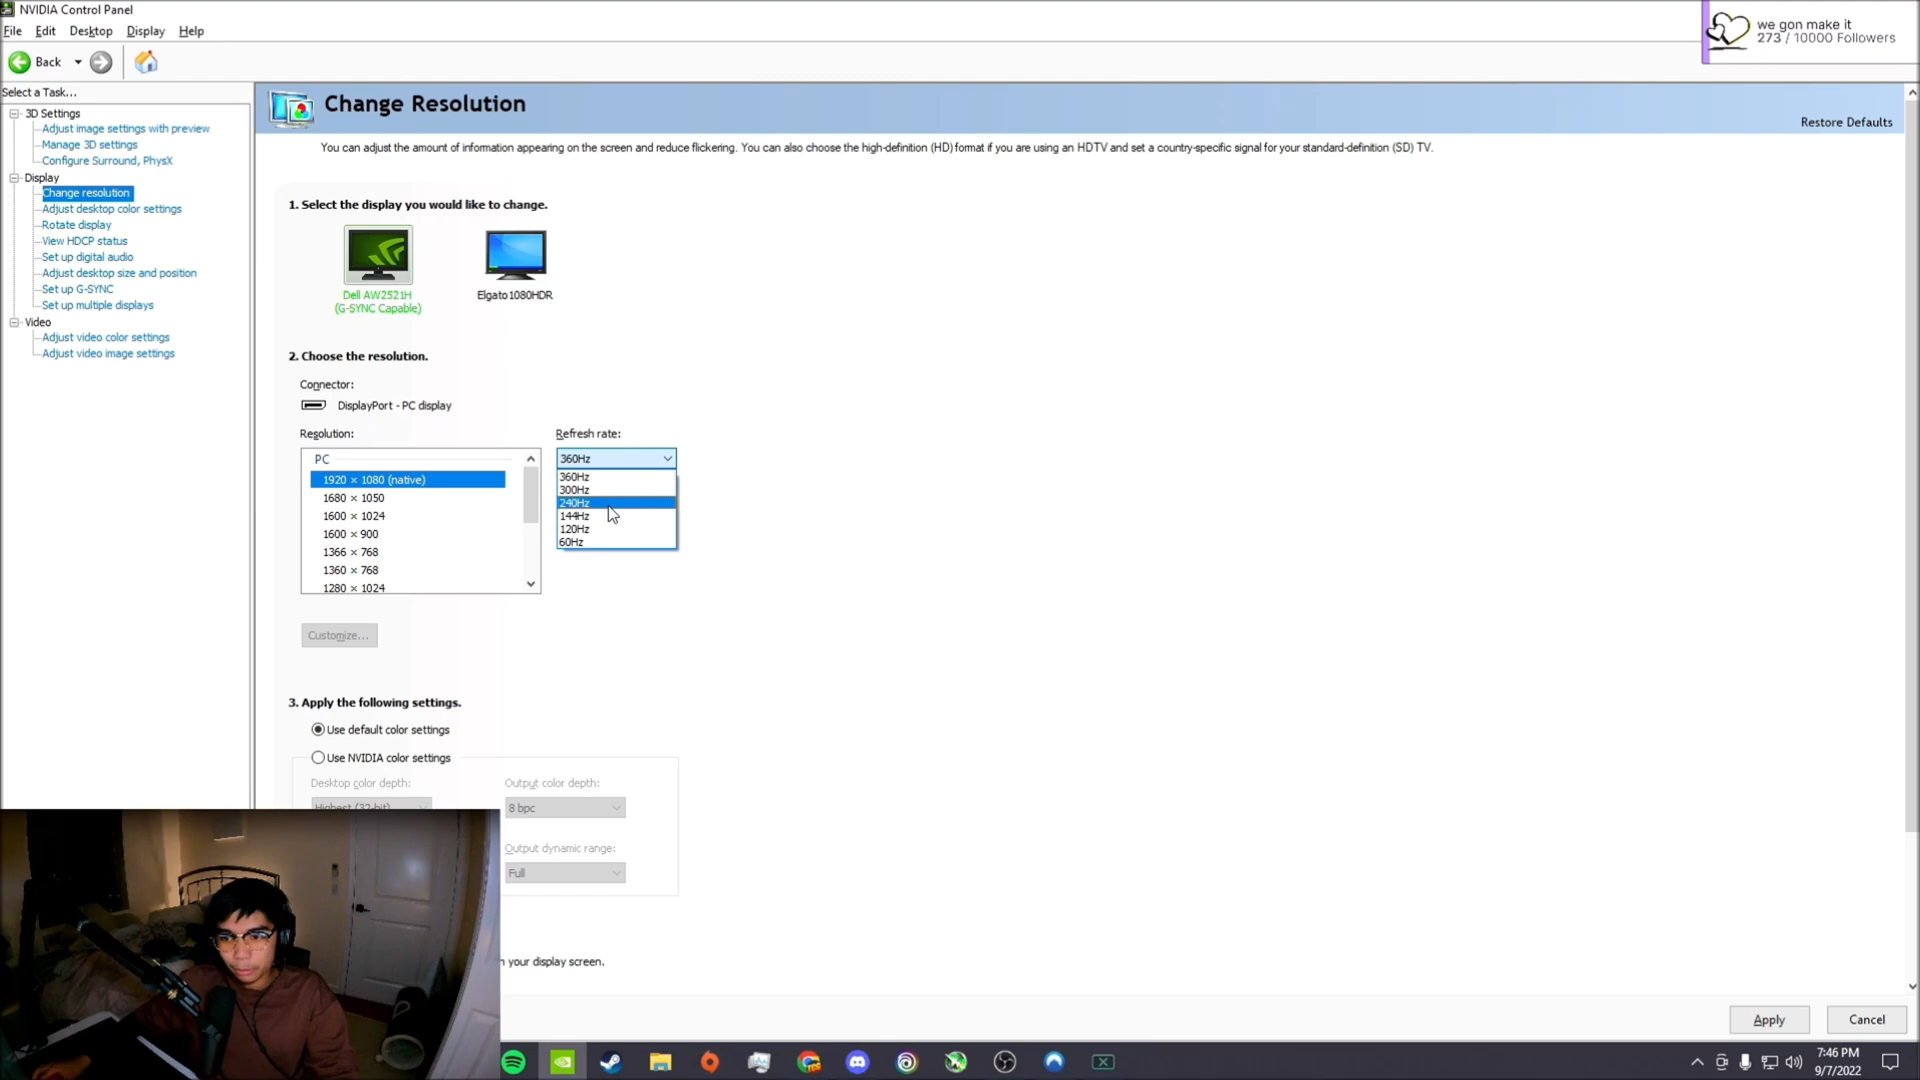 NVIDIA Control Panel
File Edit Desktop Display Help
we gon make it
273 / 10000 Followers
Back
Select a Task...
3D Settings
Adjust image settings with preview
Manage 3D settings
Configure Surround, PhysX
Display
Change resolution
Adjust desktop color settings
Rotate display
View HDCP status
Set up digital audio
Adjust desktop size and position
Set up G-SYNC
Set up multiple displays
Video
Adjust video color settings
Adjust video image settings
Change Resolution
Restore Defaults
You can adjust the amount of information appearing on the screen and reduce flickering. You can also choose the high-definition (HD) format if you are using an HDTV and set a country-specific signal for your standard-definition (SD) TV.
1. Select the display you would like to change.
Dell AW2521H
(G-SYNC Capable)
Elgato 1080HDR
2. Choose the resolution.
Connector:
DisplayPort - PC display
Resolution:
PC
1920 × 1080 (native)
1680 × 1050
1600 × 1024
1600 × 900
1366 × 768
1360 × 768
1280 × 1024
Refresh rate:
360Hz
360Hz
300Hz
240Hz
144Hz
120Hz
60Hz
Customize...
3. Apply the following settings.
Use default color settings
Use NVIDIA color settings
Desktop color depth:
Highest (32-bit)
Output color depth:
8 bpc
Output dynamic range:
Full
your display screen.
Apply Cancel
7:46 PM
9/7/2022